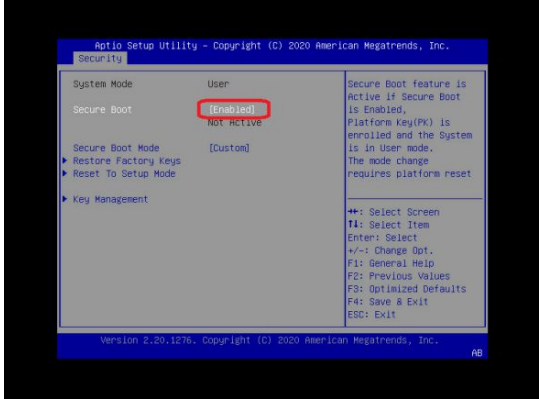 Aptio Setup Utility - Copyright (C) 2020 American Megatrends, Inc.
Security
System Mode User
Secure Boot [Enabled]
Not Active
Secure Boot Mode [Custom]
Restore Factory Keys
Reset To Setup Mode
Key Management
Secure Boot feature is
Active if Secure Boot
is Enabled,
Platform Key(PK) is
enrolled and the System
is in User mode.
The mode change
requires platform reset
→←: Select Screen
↑↓: Select Item
Enter: Select
+/-: Change Opt.
F1: General Help
F2: Previous Values
F3: Optimized Defaults
F4: Save & Exit
ESC: Exit
Version 2.20.1276. Copyright (C) 2020 American Megatrends, Inc.
AB